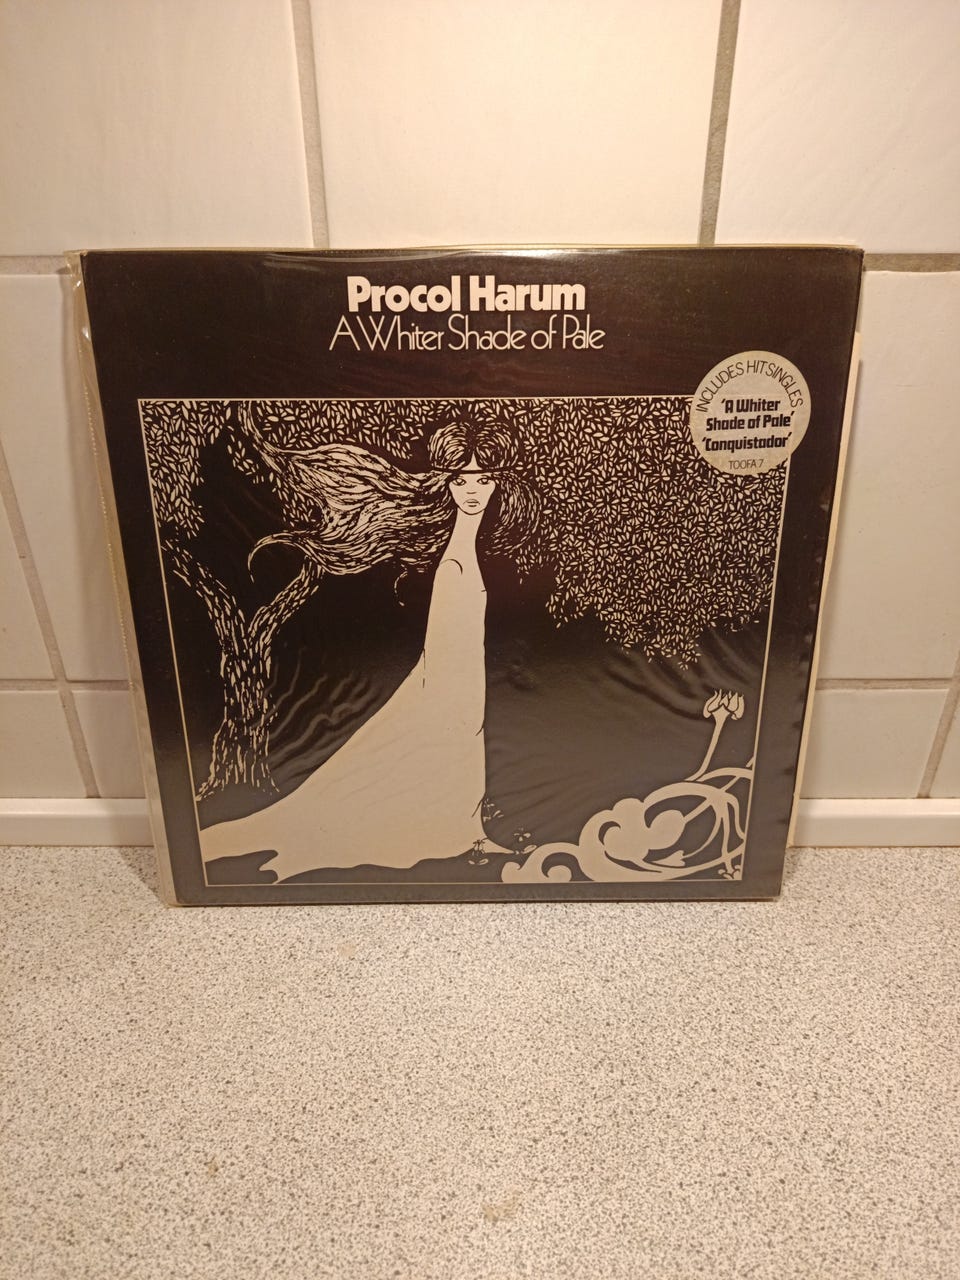 Procol Harum
A Whiter Shade of Pale
INCLUDES HIT SINGLES
'A Whiter
Shade of Pale'
'Conquistador'
TOOFA 7